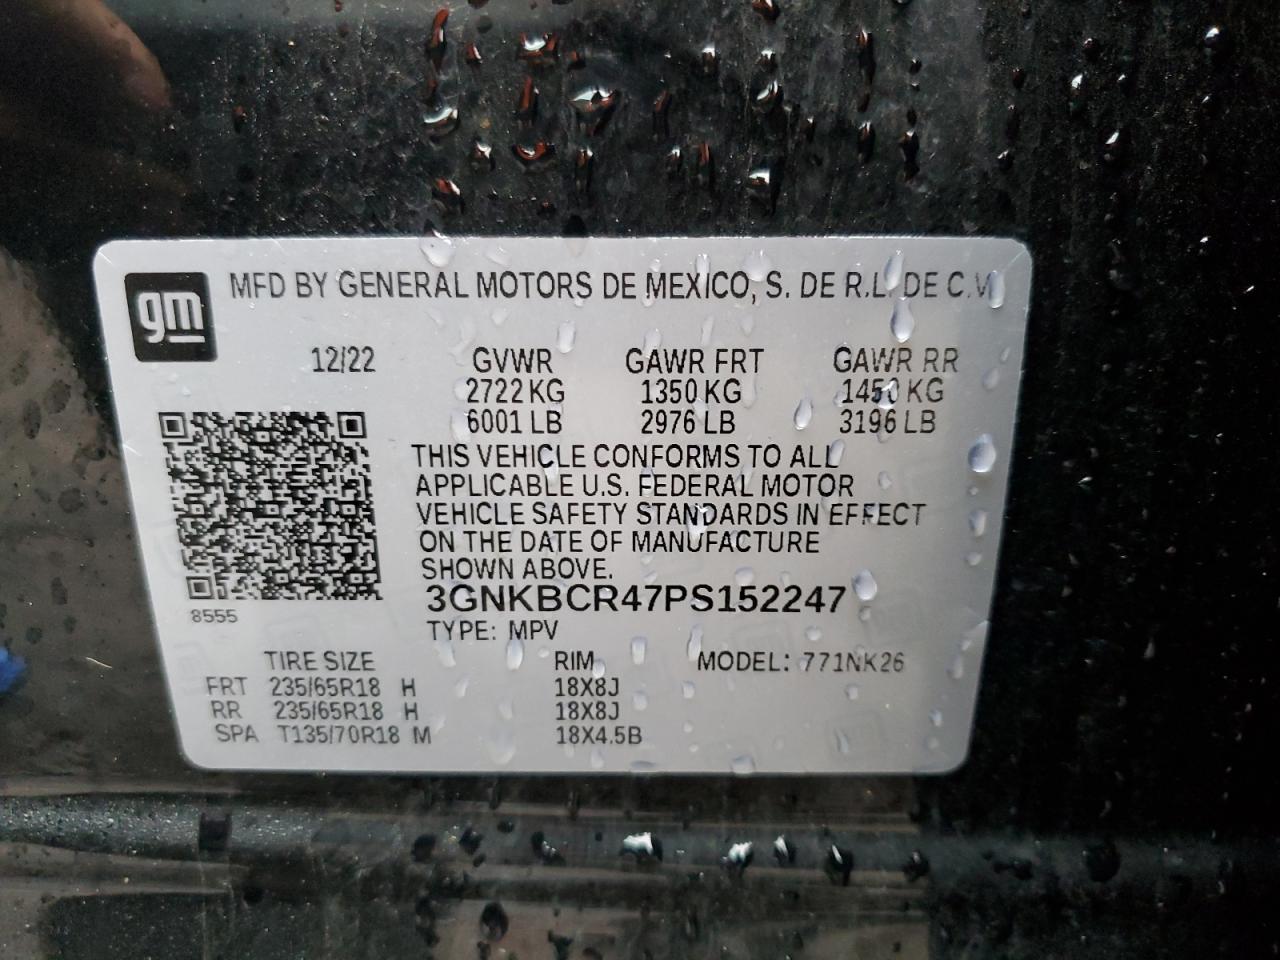 gm
MFD BY GENERAL MOTORS DE MEXICO, S. DE R.L. DE C.V.
12/22 GVWR GAWR FRT GAWR RR
2722 KG 1350 KG 1450 KG
6001 LB 2976 LB 3196 LB
THIS VEHICLE CONFORMS TO ALL
APPLICABLE U.S. FEDERAL MOTOR
VEHICLE SAFETY STANDARDS IN EFFECT
ON THE DATE OF MANUFACTURE
SHOWN ABOVE.
3GNKBCR47PS152247
8555
TYPE: MPV
TIRE SIZE RIM MODEL: 771NK26
FRT 235/65R18 H 18X8J
RR 235/65R18 H 18X8J
SPA T135/70R18 M 18X4.5B